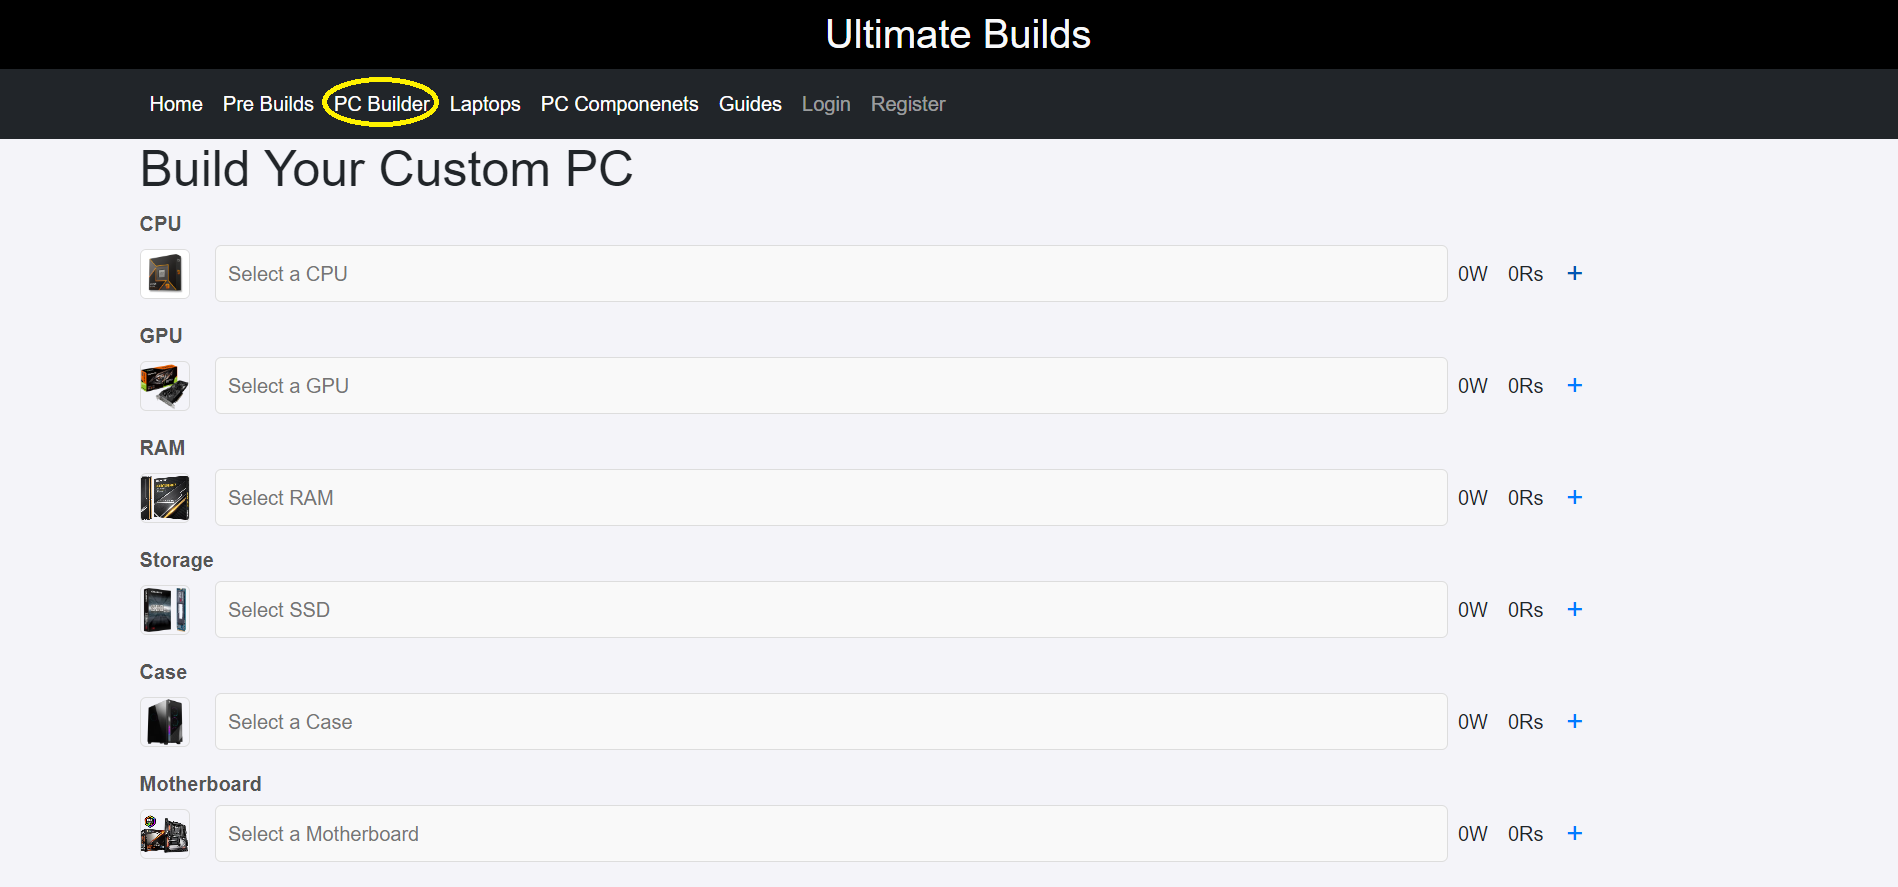 Ultimate Builds
Home Pre Builds PC Builder Laptops PC Componenets Guides Login Register
Build Your Custom PC
CPU
Select a CPU 0W 0Rs +
GPU
Select a GPU 0W 0Rs +
RAM
Select RAM 0W 0Rs +
Storage
Select SSD 0W 0Rs +
Case
Select a Case 0W 0Rs +
Motherboard
Select a Motherboard 0W 0Rs +